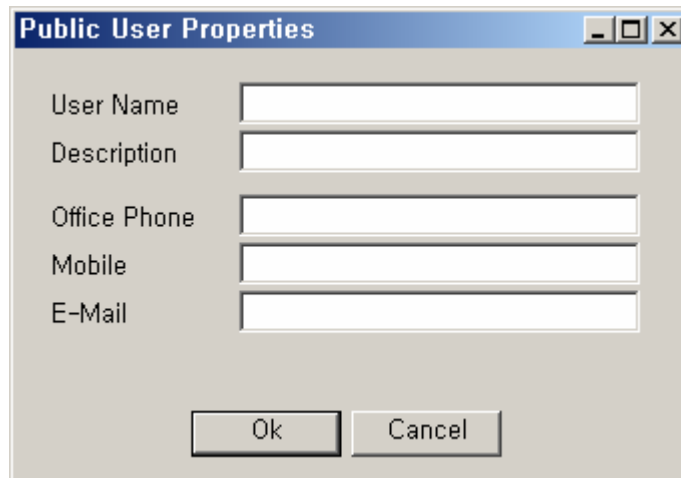 Public User Properties
User Name
Description
Office Phone
Mobile
E-Mail
Ok Cancel